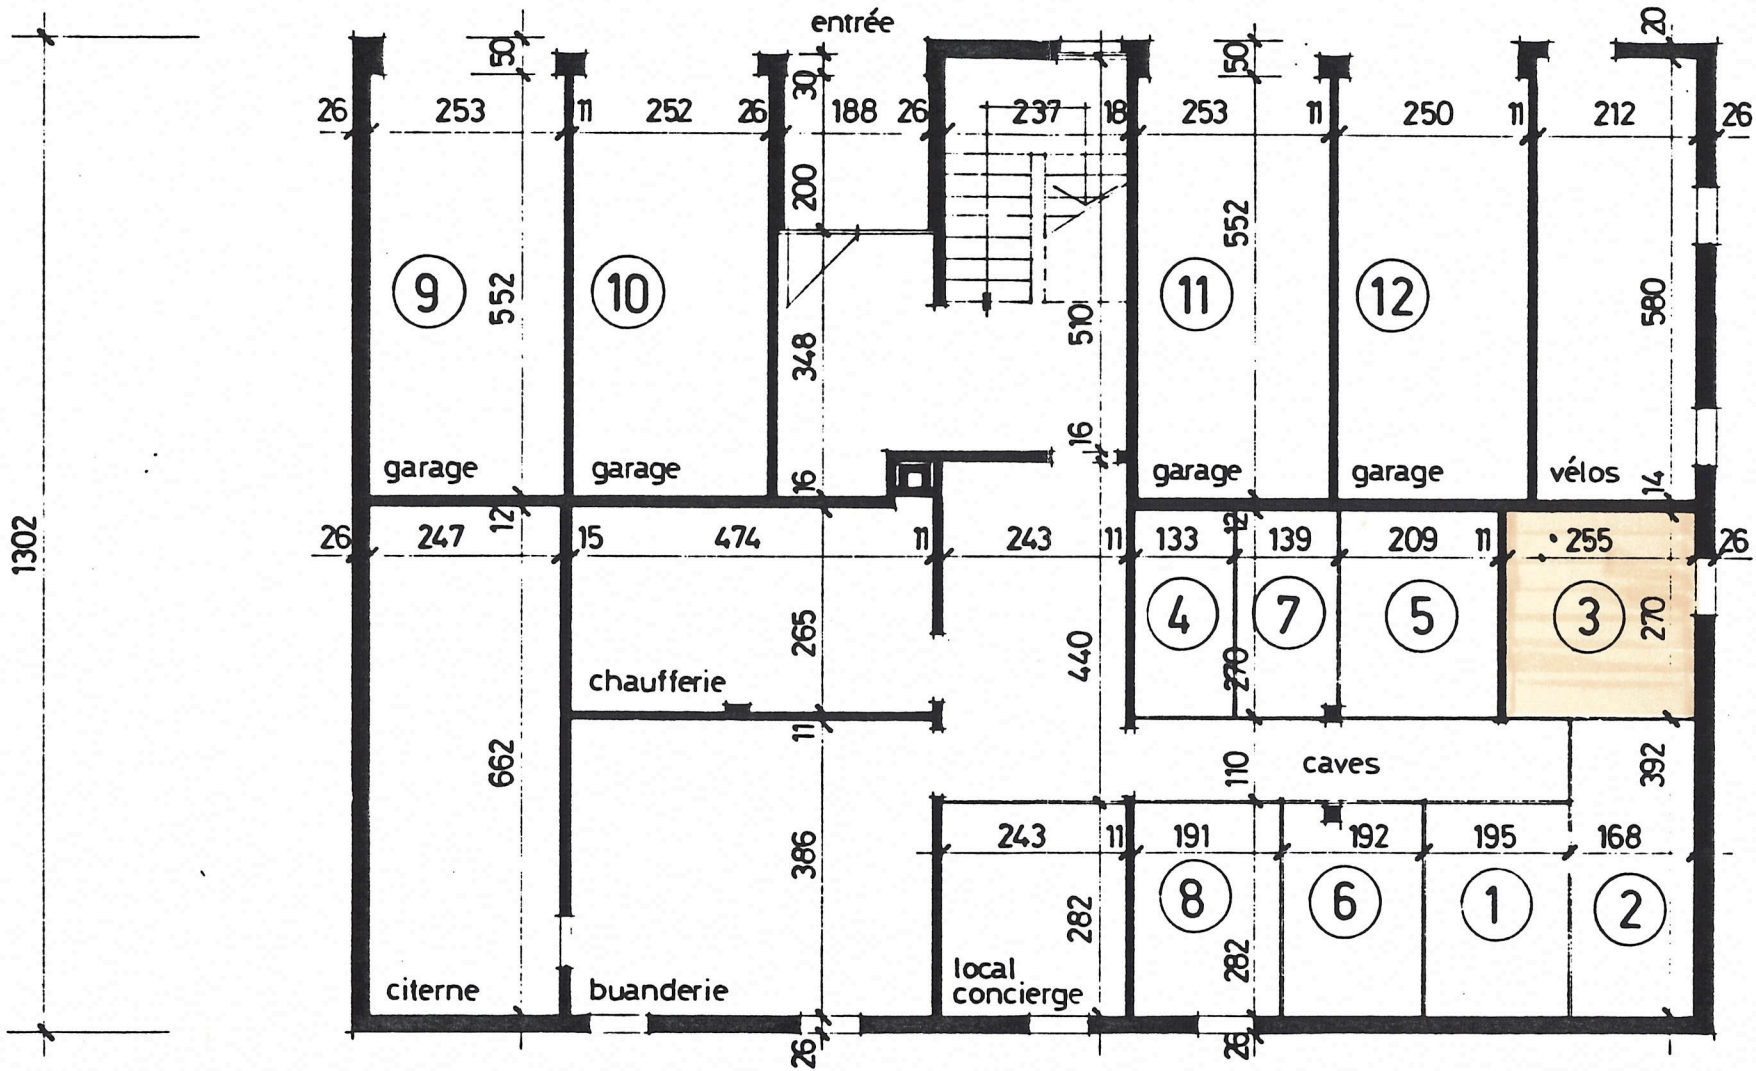 entrée
50
30
50
20
26 253 11 252 26 188 26 237 18 253 11 250 11 212 26
200
552
552
9 10 11 12
552
348
510
580
16
garage garage 16 garage garage vélos 14
1302
12
12
26 247 15 474 11 243 11 133 139 209 11 255 26
4 7 5 3
265
440
270
270
chaufferie
11
662
110
caves
392
386
243 11 191 192 195 168
8 6 1 2
282
282
citerne
buanderie
local
concierge
26
26